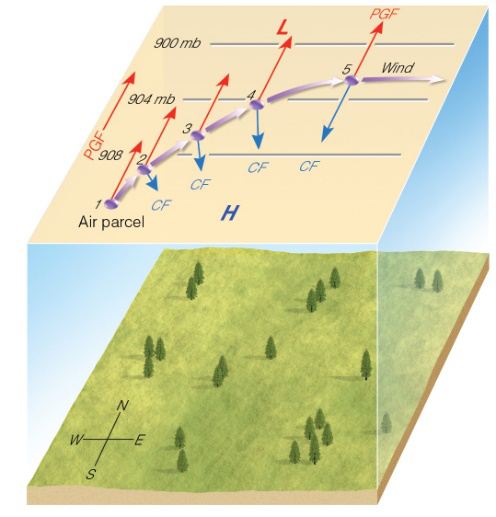 PGF
L
900 mb
5
Wind
4
904 mb
PGF
3
908
2
CF
CF
CF
CF
1
Air parcel
H
N
W
E
S